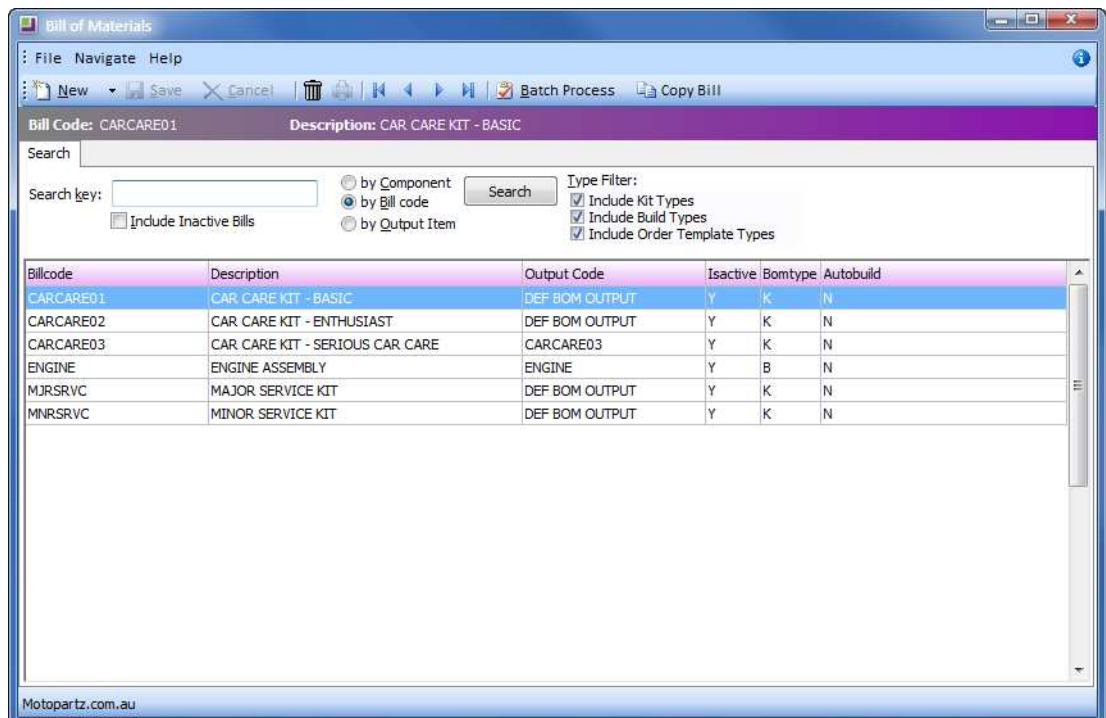 Bill of Materials
File Navigate Help
New Save Cancel Batch Process Copy Bill
Bill Code: CARCARE01 Description: CAR CARE KIT - BASIC
Search
Search key: by Component Search Type Filter:
by Bill code Include Kit Types
Include Inactive Bills by Output Item Include Build Types
Include Order Template Types
Billcode Description Output Code Isactive Bomtype Autobuild
CARCARE01 CAR CARE KIT - BASIC DEF BOM OUTPUT Y K N
CARCARE02 CAR CARE KIT - ENTHUSIAST DEF BOM OUTPUT Y K N
CARCARE03 CAR CARE KIT - SERIOUS CAR CARE CARCARE03 Y K N
ENGINE ENGINE ASSEMBLY ENGINE Y B N
MJRSRVC MAJOR SERVICE KIT DEF BOM OUTPUT Y K N
MNRSRVC MINOR SERVICE KIT DEF BOM OUTPUT Y K N
Motopartz.com.au